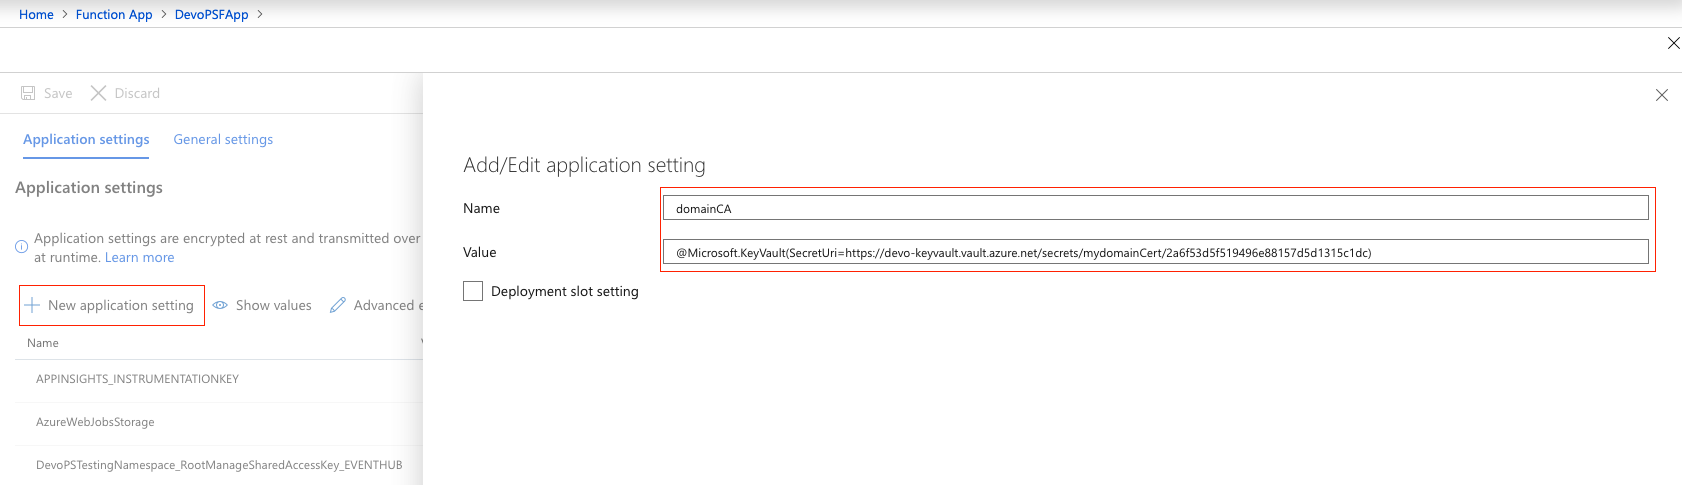 Home > Function App > DevoPSFApp >
Save Discard
Application settings General settings
Application settings
Application settings are encrypted at rest and transmitted over
at runtime. Learn more
New application setting Show values Advanced e
Name
APPINSIGHTS_INSTRUMENTATIONKEY
AzureWebJobsStorage
DevoPSTestingNamespace_RootManageSharedAccessKey_EVENTHUB
Add/Edit application setting
Name domainCA
Value @Microsoft.KeyVault(SecretUri=https://devo-keyvault.vault.azure.net/secrets/mydomainCert/2a6f53d5f519496e88157d5d1315c1dc)
Deployment slot setting